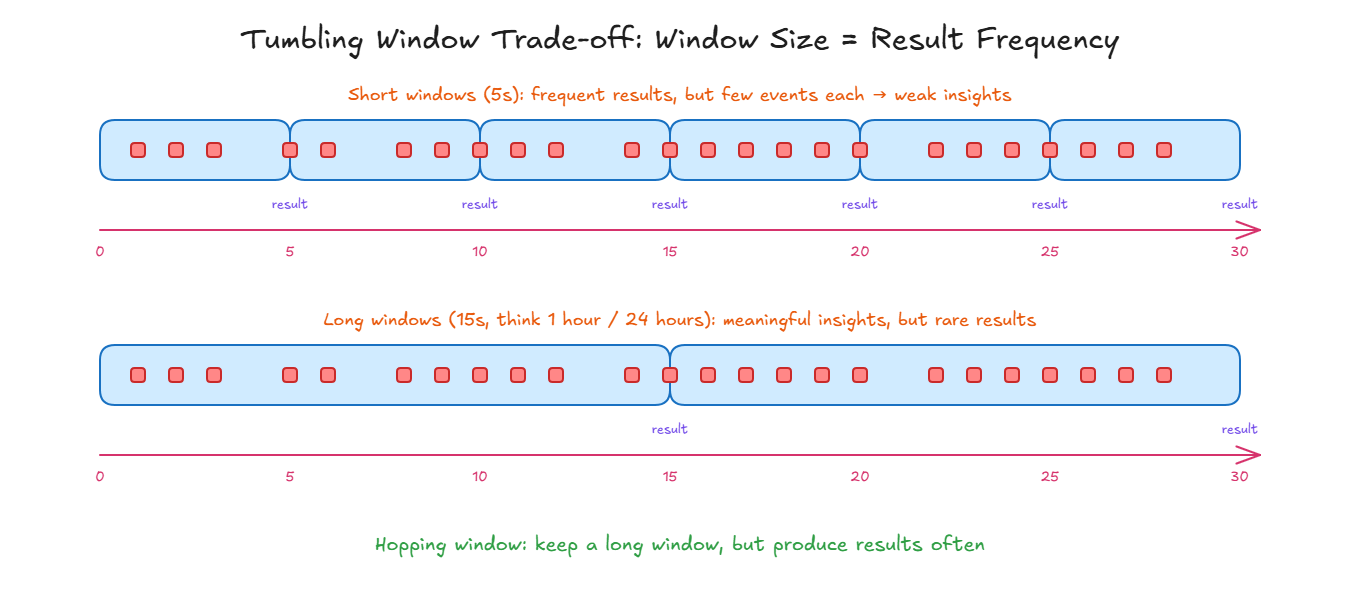 Tumbling Window Trade-off: Window Size = Result Frequency
Short windows (5s): frequent results, but few events each → weak insights
result result result result result result
0 5 10 15 20 25 30
Long windows (15s, think 1 hour / 24 hours): meaningful insights, but rare results
result result
0 5 10 15 20 25 30
Hopping window: keep a long window, but produce results often